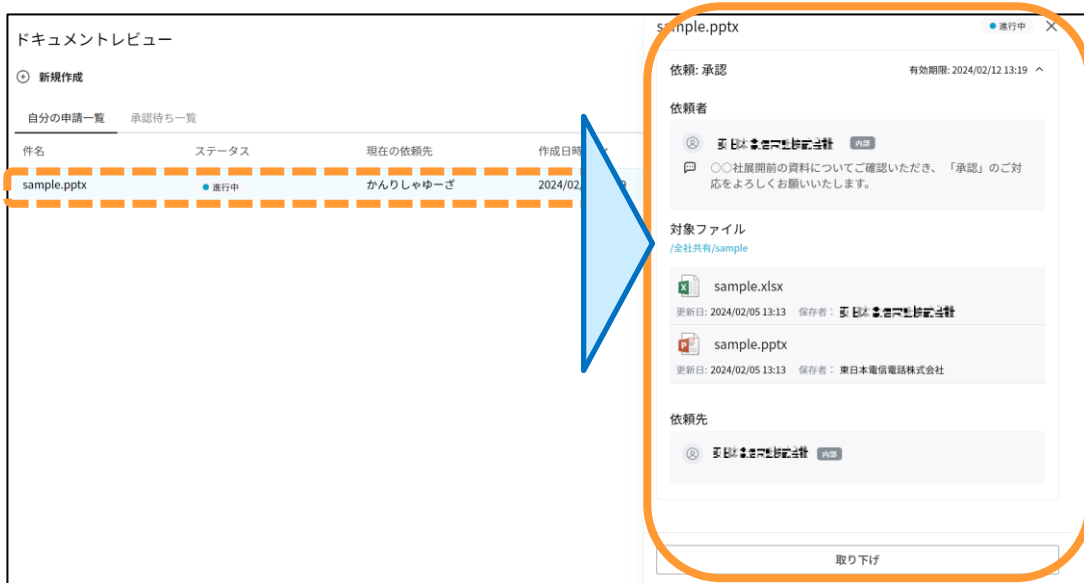 ドキュメントレビュー
新規作成
自分の申請一覧 承認待ち一覧
件名 ステータス 現在の依頼先 作成日時
sample.pptx 進行中 かんりしゃゆーざ 2024/02/
sample.pptx 進行中
依頼: 承認 有効期限: 2024/02/12 13:19
依頼者
内部
○○社展開前の資料についてご確認いただき、「承認」のご対
応をよろしくお願いいたします。
対象ファイル
/全社共有/sample
sample.xlsx
更新日: 2024/02/05 13:13 保存者：
sample.pptx
更新日: 2024/02/05 13:13 保存者： 東日本電信電話株式会社
依頼先
内部
取り下げ